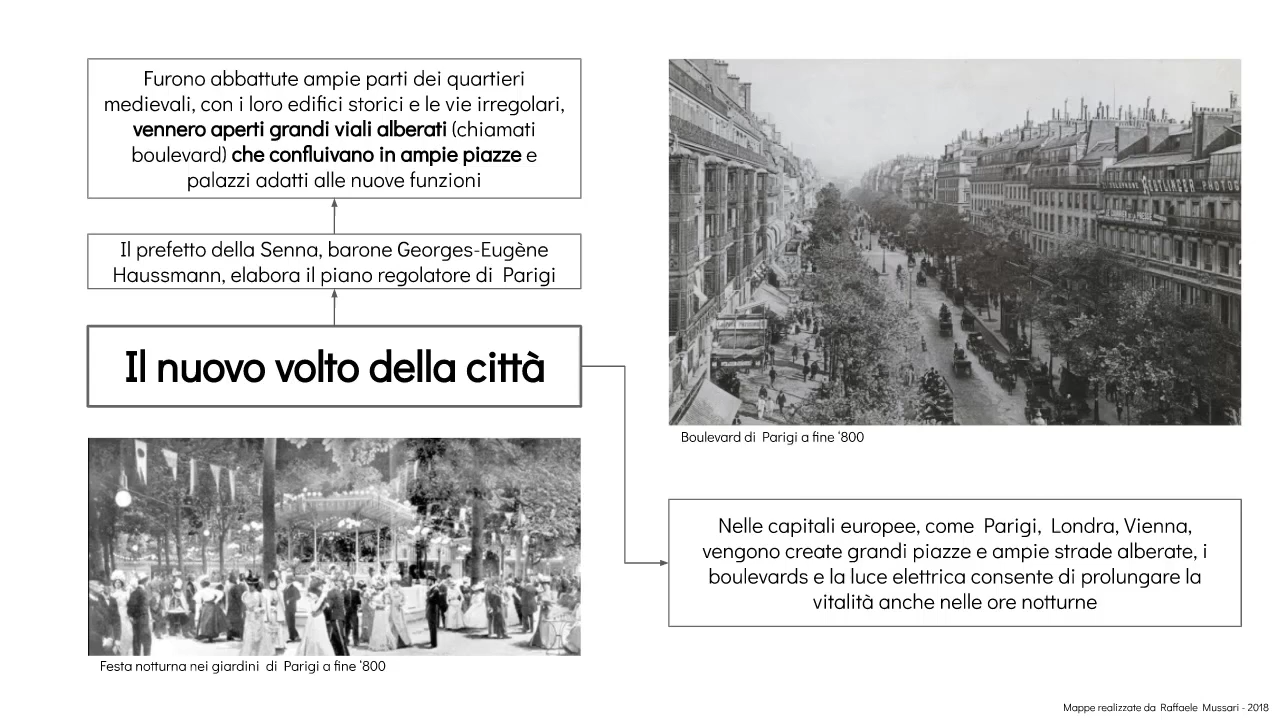 Furono abbattute ampie parti dei quartieri
medievali, con i loro edifici storici e le vie irregolari,
vennero aperti grandi viali alberati (chiamati
boulevard) che confluivano in ampie piazze e
palazzi adatti alle nuove funzioni
Il prefetto della Senna, barone Georges-Eugène
Haussmann, elabora il piano regolatore di Parigi
Il nuovo volto della città
Festa notturna nei giardini di Parigi a fine ‘800
REUTLINGER PHOTOG
Boulevard di Parigi a fine ‘800
Nelle capitali europee, come Parigi, Londra, Vienna,
vengono create grandi piazze e ampie strade alberate, i
boulevards e la luce elettrica consente di prolungare la
vitalità anche nelle ore notturne
Mappe realizzate da Raffaele Mussari - 2018